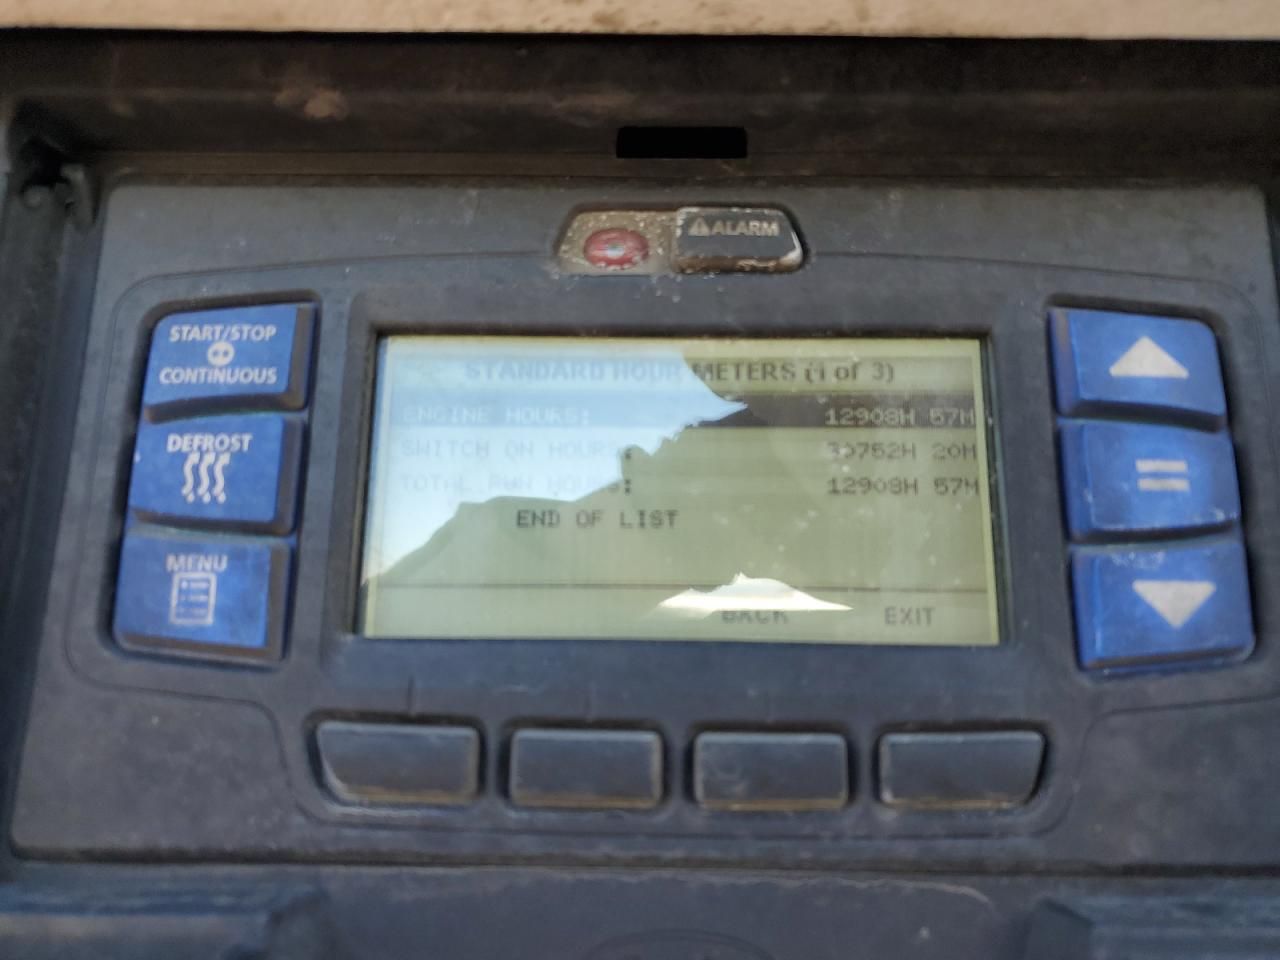 ALARM
START/STOP
CONTINUOUS
DEFROST
MENU
STANDARD HOUR METERS (1 of 3)
ENGINE HOURS: 12908H 57M
SWITCH ON HOURS: 30752H 20M
TOTAL RUN HOURS: 12908H 57M
END OF LIST
BACK EXIT